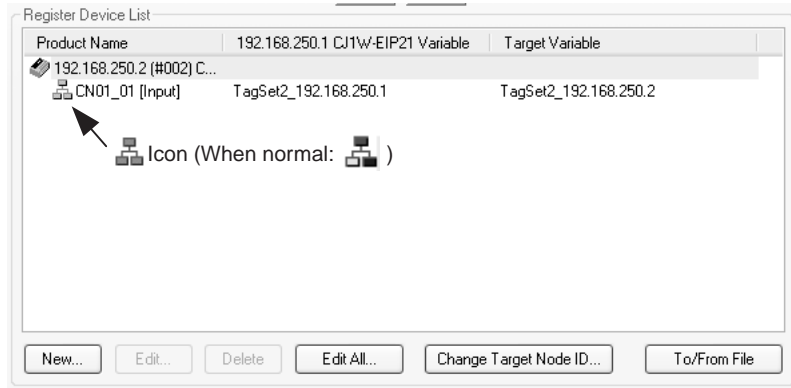 Register Device List
Product Name 192.168.250.1 CJ1W-EIP21 Variable Target Variable
192.168.250.2 (#002) C...
CN01_01 [Input] TagSet2_192.168.250.1 TagSet2_192.168.250.2
Icon (When normal: )
New... Edit... Delete Edit All... Change Target Node ID... To/From File